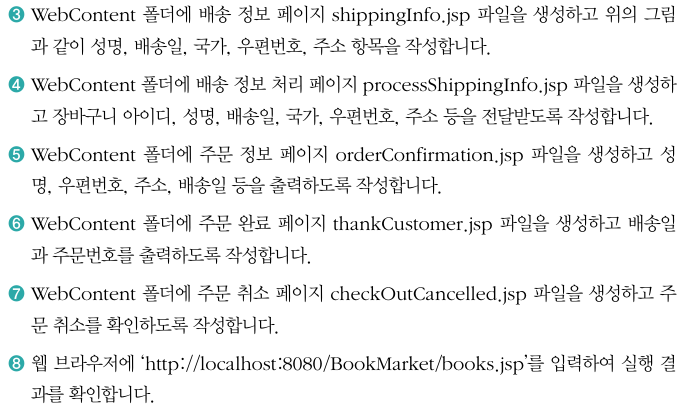 ❸ WebContent 폴더에 배송 정보 페이지 shippingInfo.jsp 파일을 생성하고 위의 그림
과 같이 성명, 배송일, 국가, 우편번호, 주소 항목을 작성합니다.
❹ WebContent 폴더에 배송 정보 처리 페이지 processShippingInfo.jsp 파일을 생성하
고 장바구니 아이디, 성명, 배송일, 국가, 우편번호, 주소 등을 전달받도록 작성합니다.
❺ WebContent 폴더에 주문 정보 페이지 orderConfirmation.jsp 파일을 생성하고 성
명, 우편번호, 주소, 배송일 등을 출력하도록 작성합니다.
❻ WebContent 폴더에 주문 완료 페이지 thankCustomer.jsp 파일을 생성하고 배송일
과 주문번호를 출력하도록 작성합니다.
❼ WebContent 폴더에 주문 취소 페이지 checkOutCancelled.jsp 파일을 생성하고 주
문 취소를 확인하도록 작성합니다.
❽ 웹 브라우저에 ‘http://localhost:8080/BookMarket/books.jsp’를 입력하여 실행 결
과를 확인합니다.